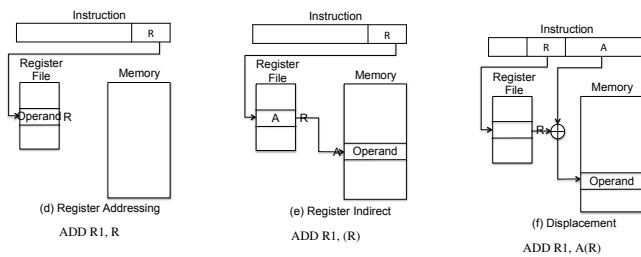 Instruction
R
Register
File
Memory
Operand R
(d) Register Addressing
ADD R1, R
Instruction
R
Register
File
Memory
A R
A Operand
(e) Register Indirect
ADD R1, (R)
Instruction
R A
Register
File
Memory
R
Operand
(f) Displacement
ADD R1, A(R)